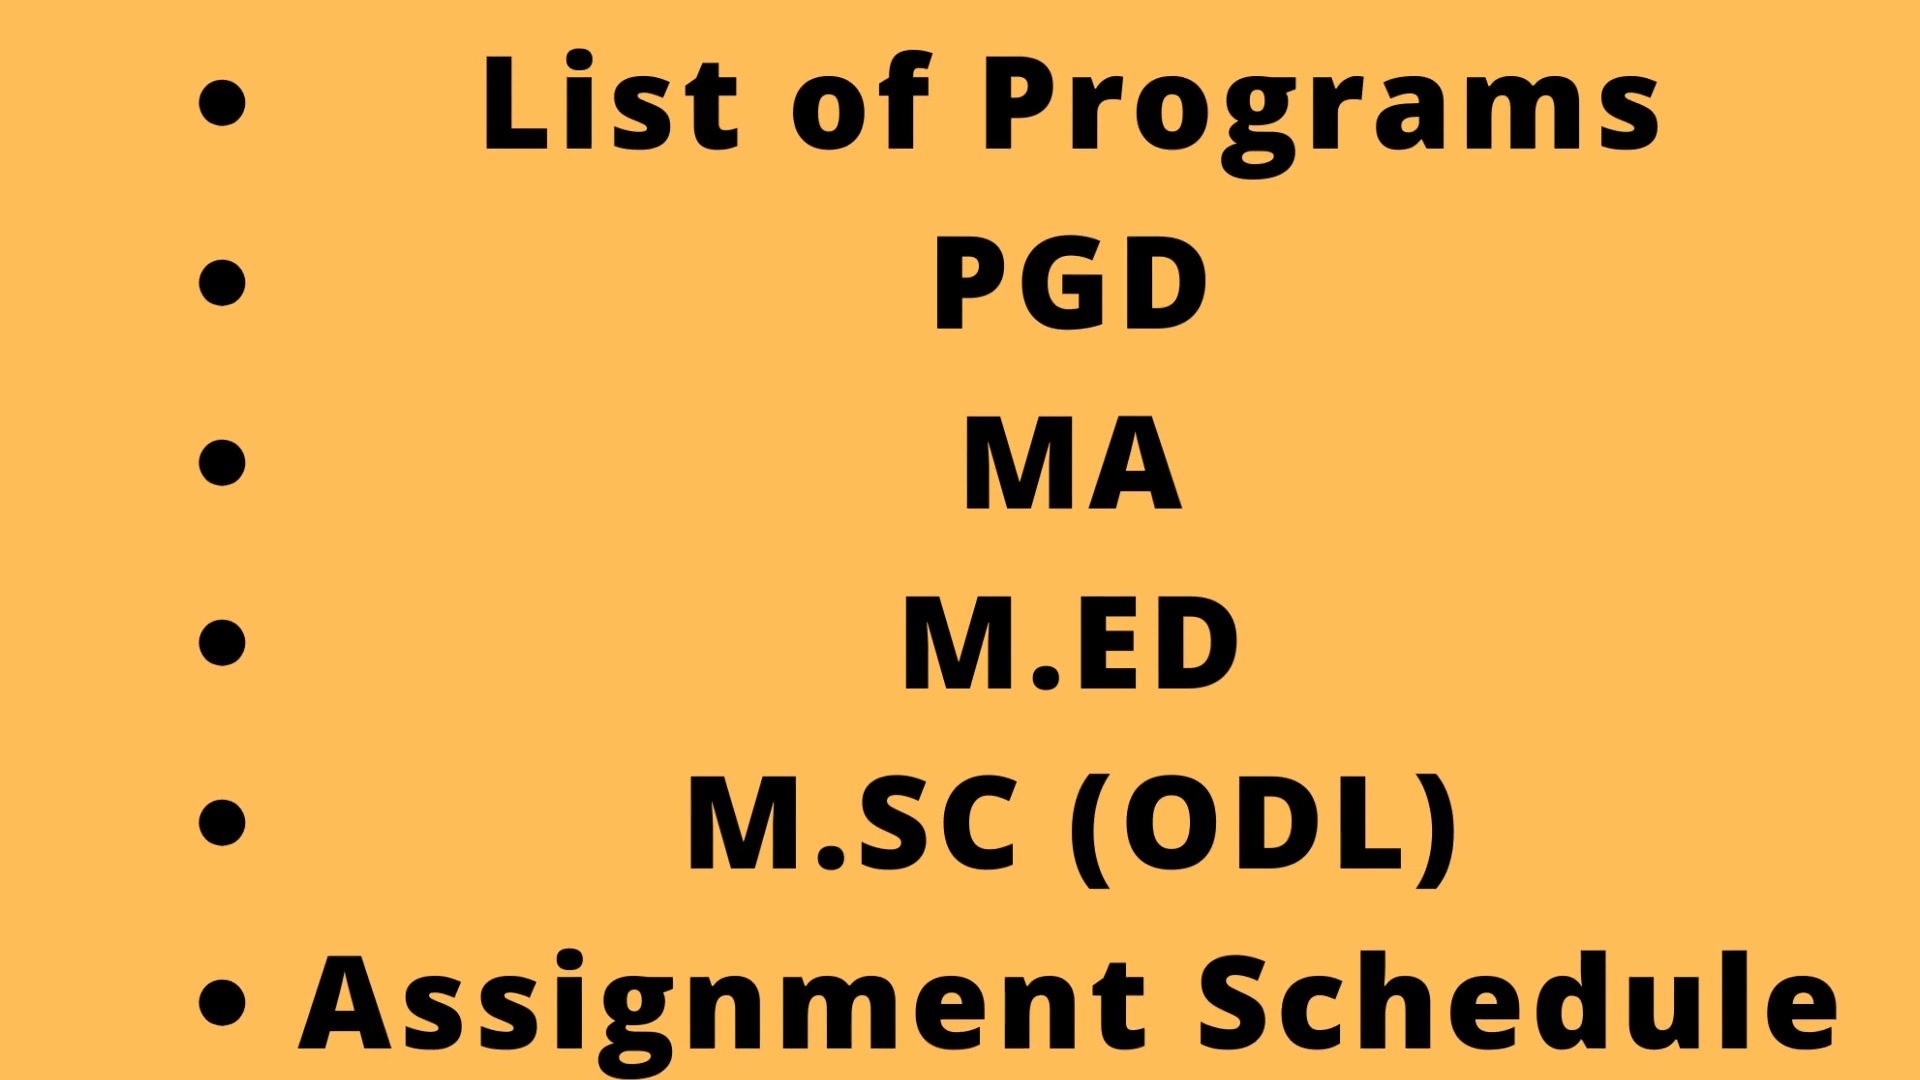 • List of Programs
• PGD
• MA
• M.ED
• M.SC (ODL)
• Assignment Schedule